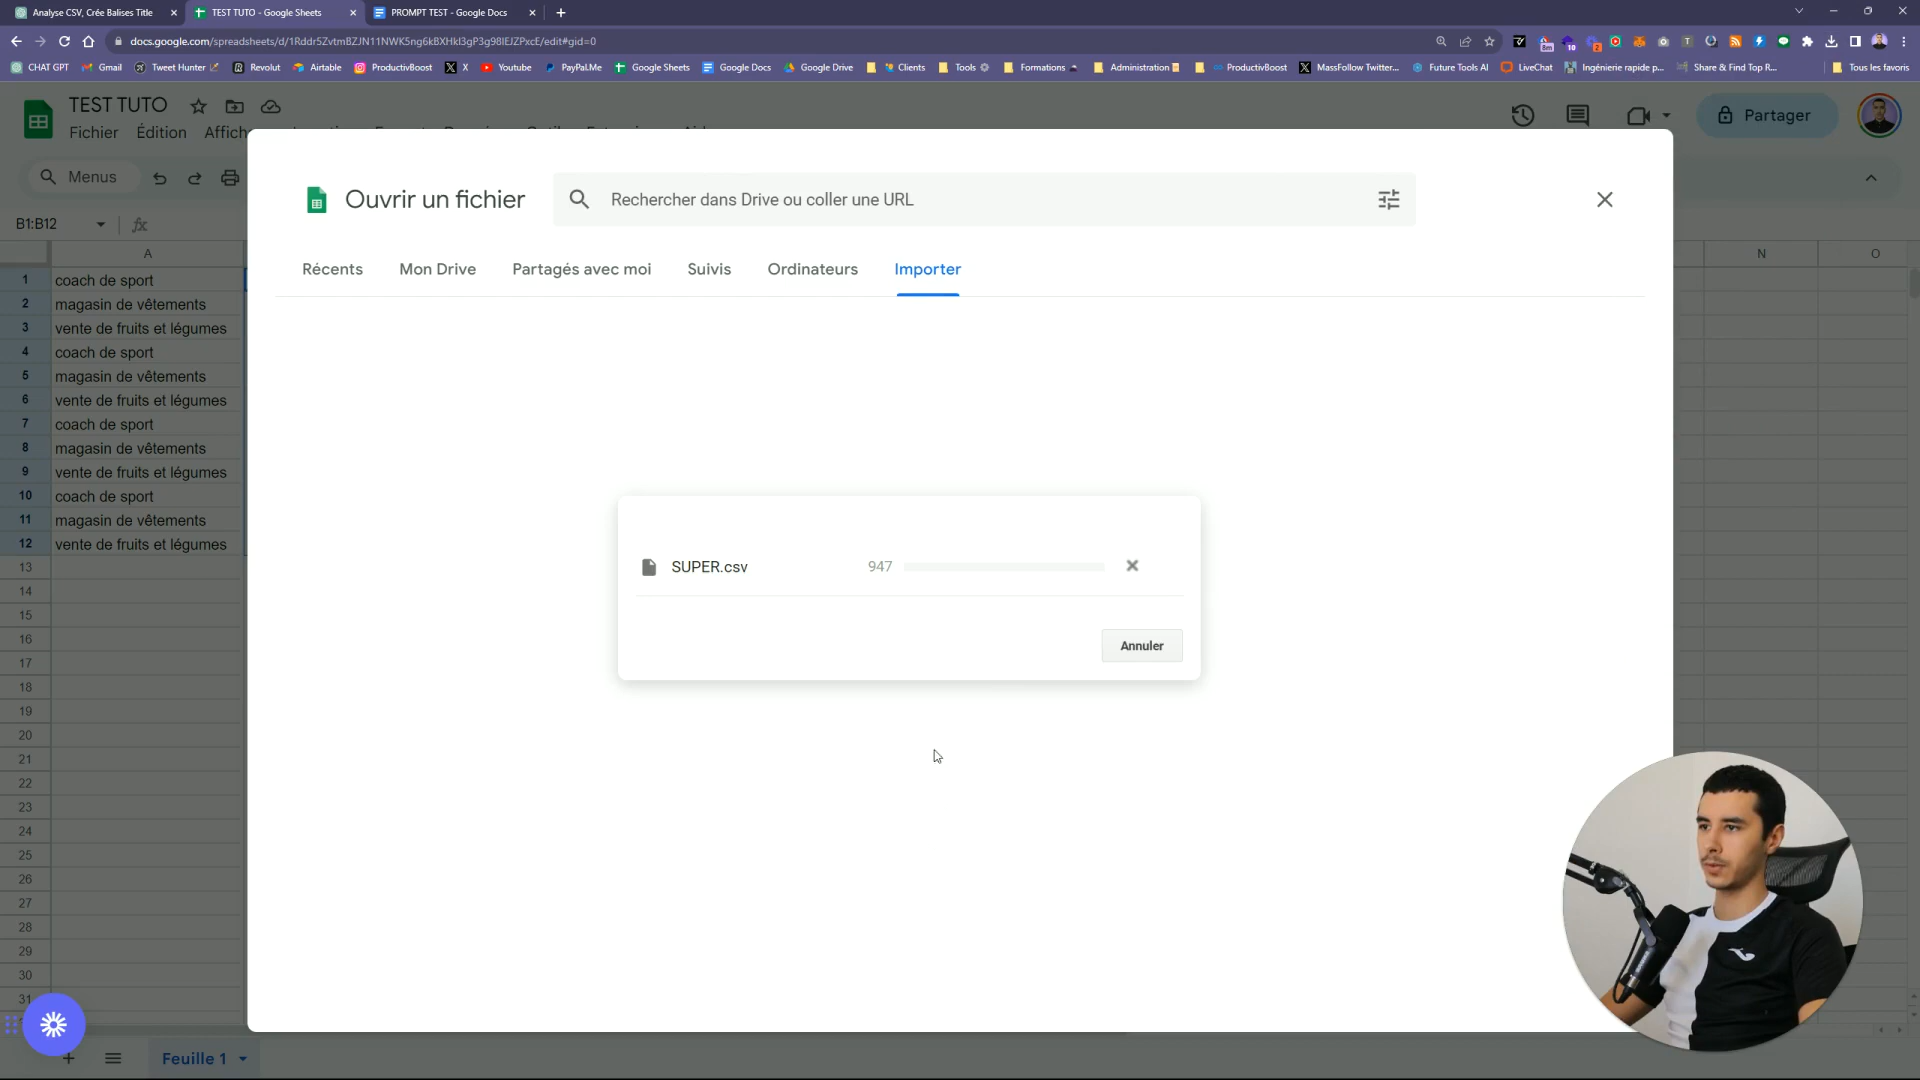 Analyse CSV, Crée Balises Title
TEST TUTO - Google Sheets
PROMPT TEST - Google Docs
docs.google.com/spreadsheets/d/1Rddr5ZvtmBZJN11NWK5ng6kBXHkl3gP3g98IEJZPxcE/edit#gid=0
CHAT GPT
Gmail
Tweet Hunter
Revolut
Airtable
ProductivBoost
X
Youtube
PayPal.Me
Google Sheets
Google Docs
Google Drive
Clients
Tools
Formations
Administration
ProductivBoost
MassFollow Twitter...
Future Tools AI
LiveChat
Ingénierie rapide p...
Share & Find Top R...
Tous les favoris
TEST TUTO
Fichier Édition
Partager
Menus
B1:B12
Ouvrir un fichier
Rechercher dans Drive ou coller une URL
Récents
Mon Drive
Partagés avec moi
Suivis
Ordinateurs
Importer
A
N
O
1 coach de sport
2 magasin de vêtements
3 vente de fruits et légumes
4 coach de sport
5 magasin de vêtements
6 vente de fruits et légumes
7 coach de sport
8 magasin de vêtements
9 vente de fruits et légumes
10 coach de sport
11 magasin de vêtements
12 vente de fruits et légumes
13
14
15
16
17
18
19
20
21
22
23
24
25
26
27
28
29
30
31
SUPER.csv
947
Annuler
Feuille 1